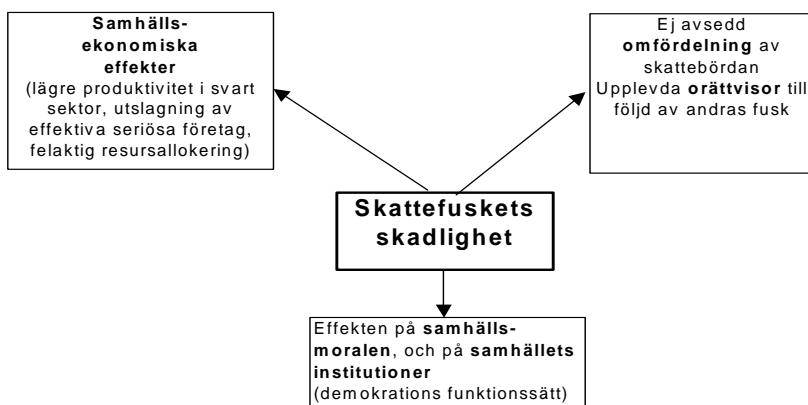 Samhälls-
ekonomiska
effekter
(lägre produktivitet i svart
sektor, utslagning av
effektiva seriösa företag,
felaktig resursallokering)
Ej avsedd
omfördelning av
skattebördan
Upplevda orättvisor till
följd av andras fusk
Skattefuskets
skadlighet
Effekten på samhälls-
moralen, och på samhällets
institutioner
(demokrations funktionssätt)